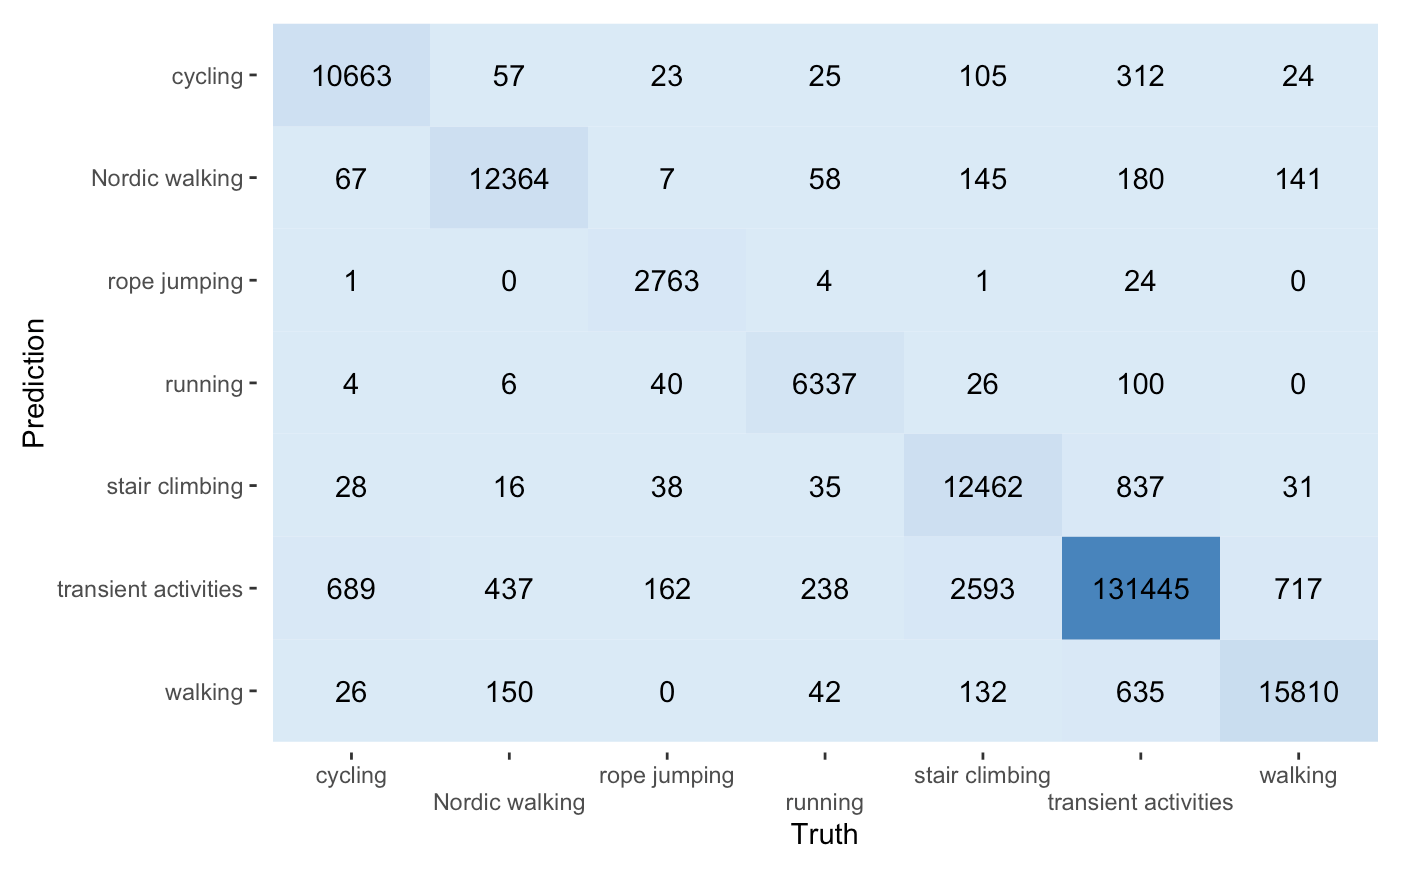 cycling 10663 57 23 25 105 312 24
Nordic walking 67 12364 7 58 145 180 141
rope jumping 1 0 2763 4 1 24 0
running 4 6 40 6337 26 100 0
stair climbing 28 16 38 35 12462 837 31
transient activities 689 437 162 238 2593 131445 717
walking 26 150 0 42 132 635 15810
Prediction
cycling rope jumping stair climbing walking
Nordic walking running transient activities
Truth